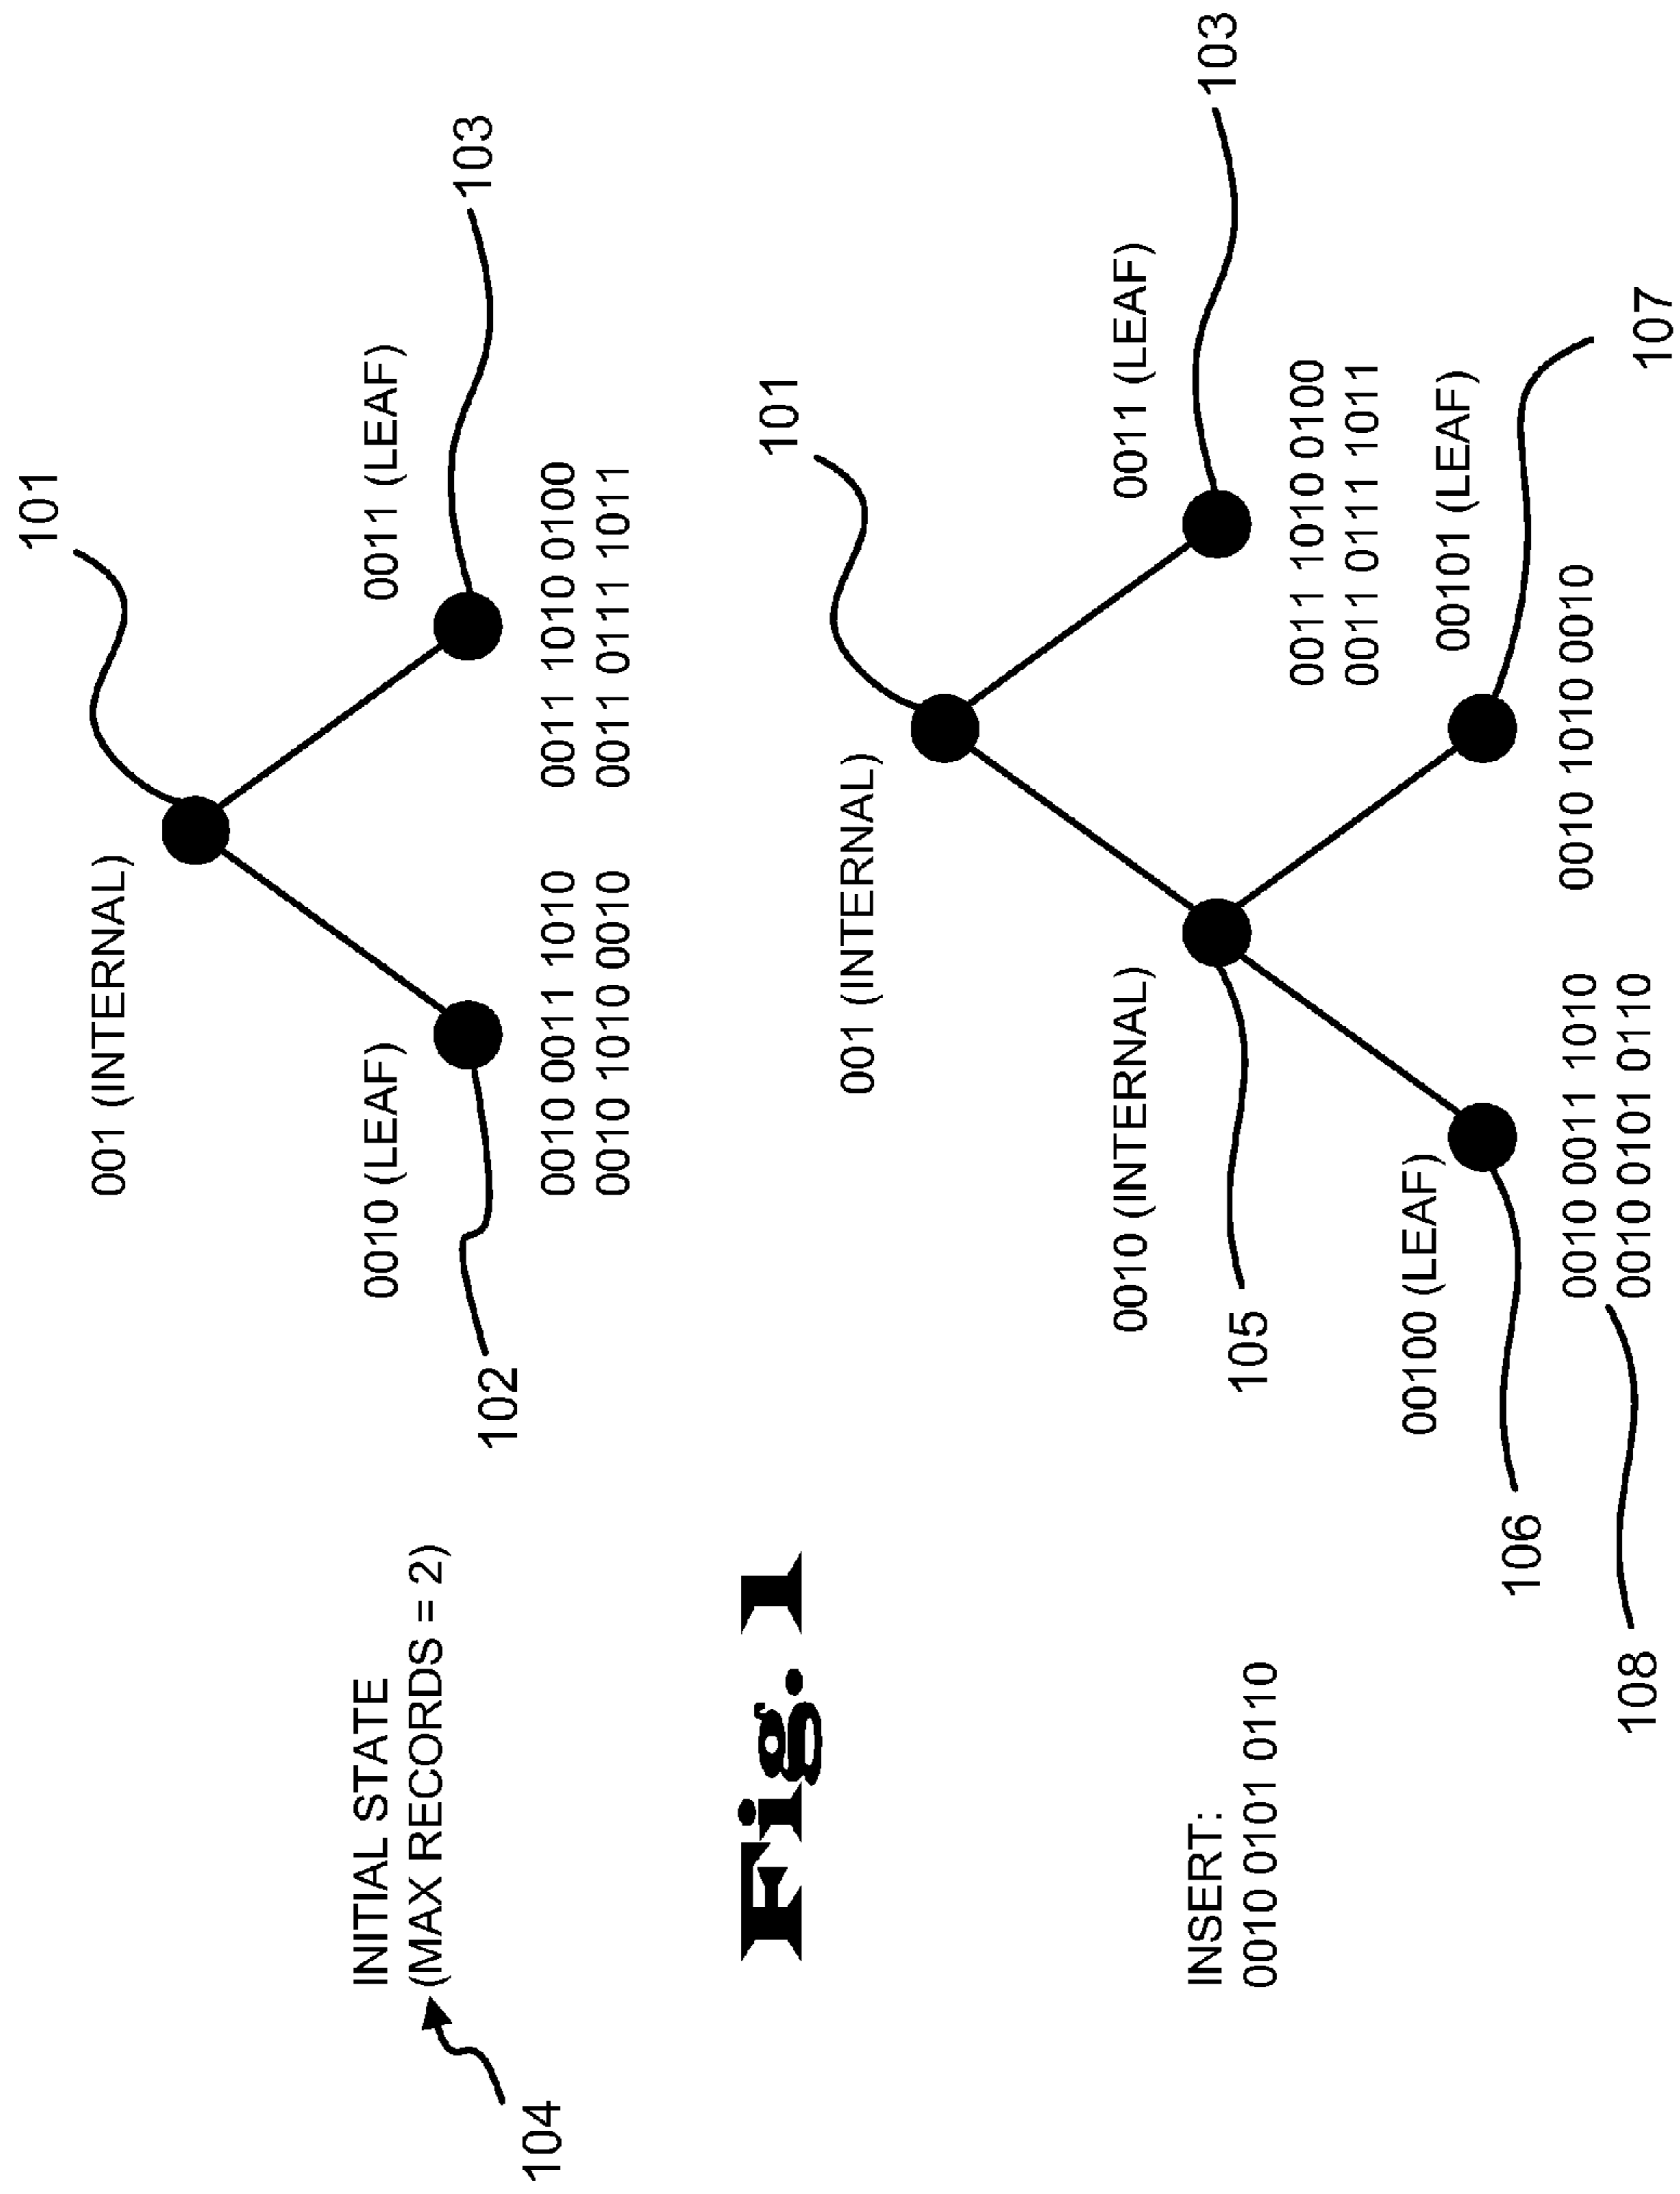 101
001 (INTERNAL)
INITIAL STATE
(MAX RECORDS = 2)
104
0010 (LEAF)
0011 (LEAF)
102
103
0010 0011 1010
0010 1010 0010
0011 1010 0100
0011 0111 1011
Fig. 1
101
001 (INTERNAL)
INSERT:
0010 0101 0110
0010 (INTERNAL)
0011 (LEAF)
105
103
0011 1010 0100
0011 0111 1011
00100 (LEAF)
00101 (LEAF)
106
107
0010 0011 1010
0010 0101 0110
0010 1010 0010
108